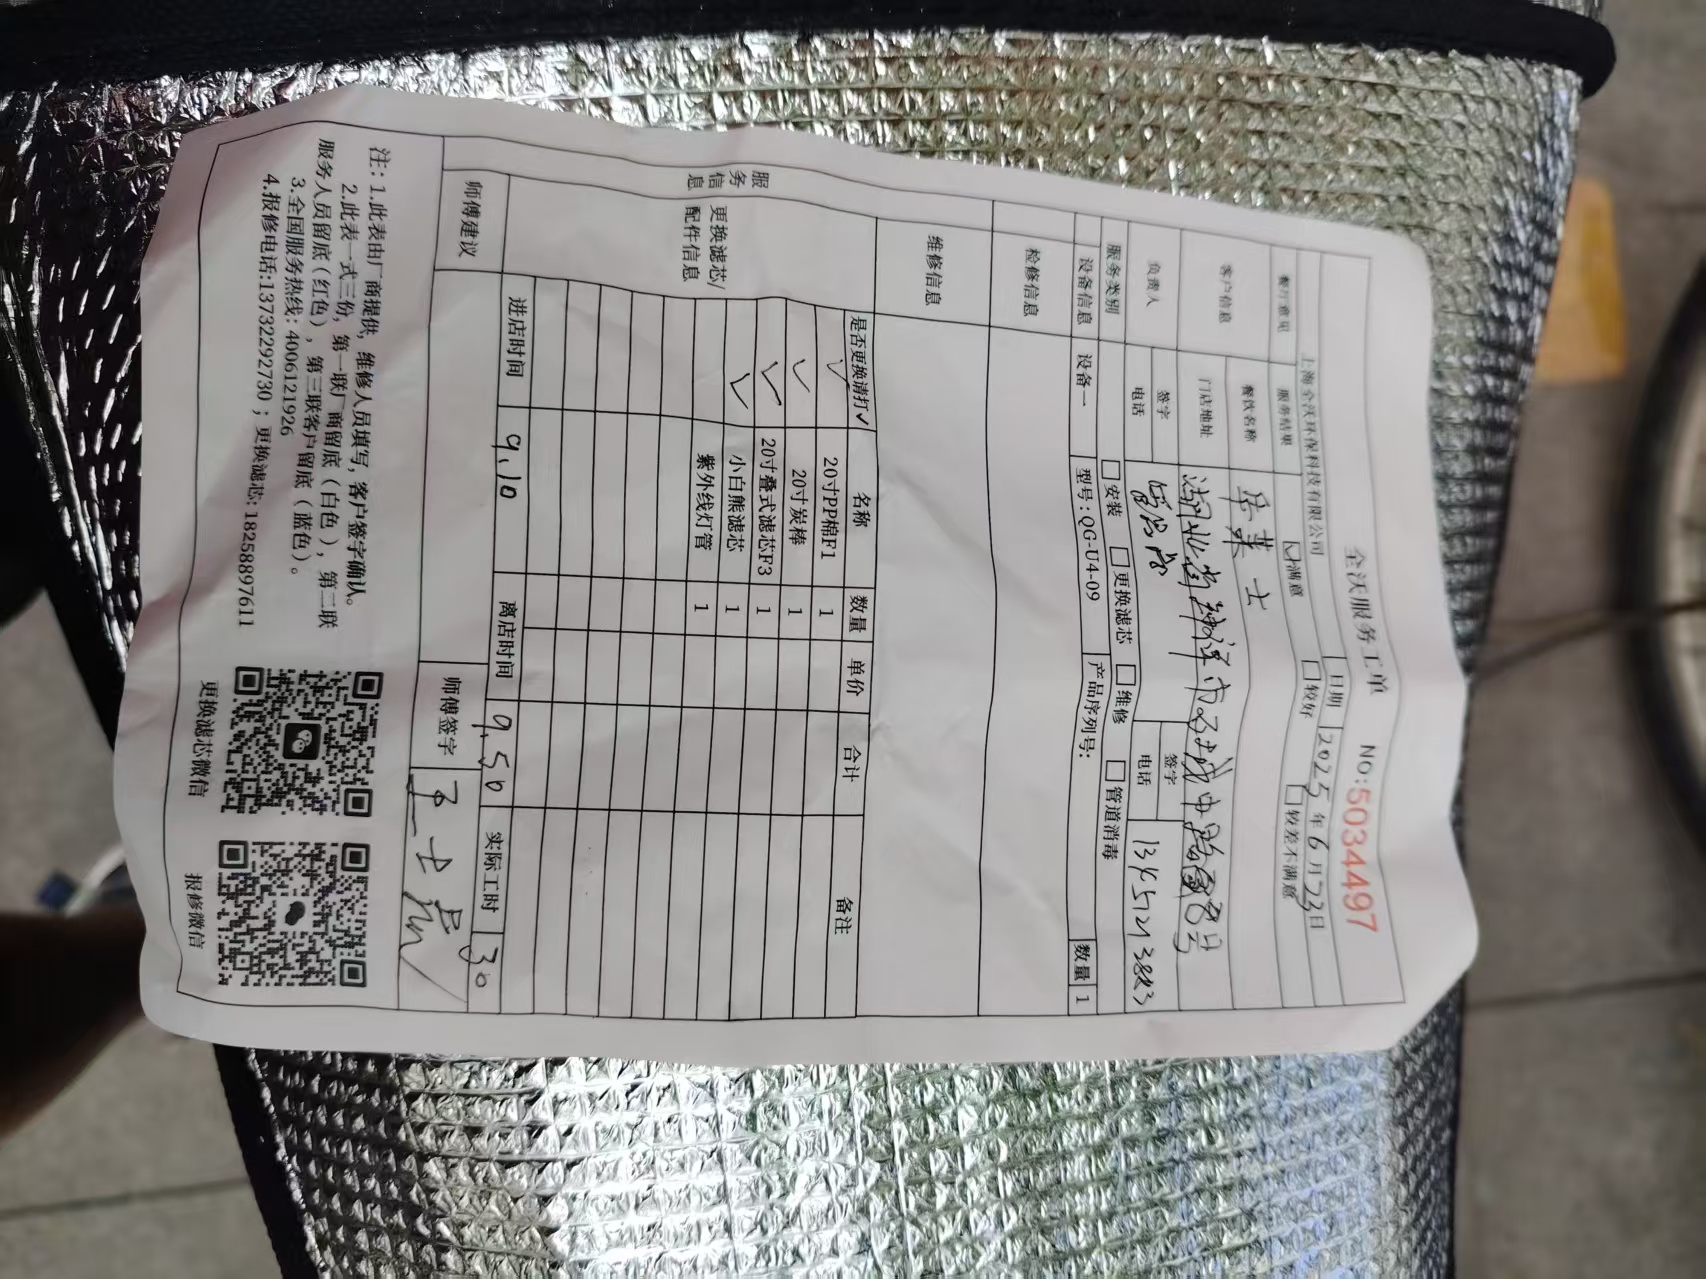 全沃服务工单 NO:5034497
上海全沃环保科技有限公司 日期 2025年6月23日
餐厅意见 服务结果 ☑满意 □较好 □较差不满意
客户信息 餐饮名称 士
门店地址 湖北省 市 中路 号
负责人 签字 签字
电话 电话
服务类别 □安装 □更换滤芯 □维修 □管道消毒
设备信息 设备一 型号:QG-U4-09 产品序列号: 数量 1
检修信息
维修信息
服务信息
更换滤芯/配件信息
是否更换请打✓ 名称 数量 单价 合计 备注
✓ 20寸PP棉F1 1
✓ 20寸炭棒 1
✓ 20寸叠式滤芯F3 1
✓ 小白熊滤芯 1
紫外线灯管 1
进店时间 9.10 离店时间 9.50 实际工时 30
师傅建议 师傅签字
注:1.此表由厂商提供,维修人员填写,客户签字确认。
2.此表一式三份,第一联厂商留底(白色),第二联
服务人员留底(红色),第三联客户留底(蓝色)。
3.全国服务热线:4006121926
4.报修电话:13732292730;更换滤芯:18258897611
更换滤芯微信 报修微信